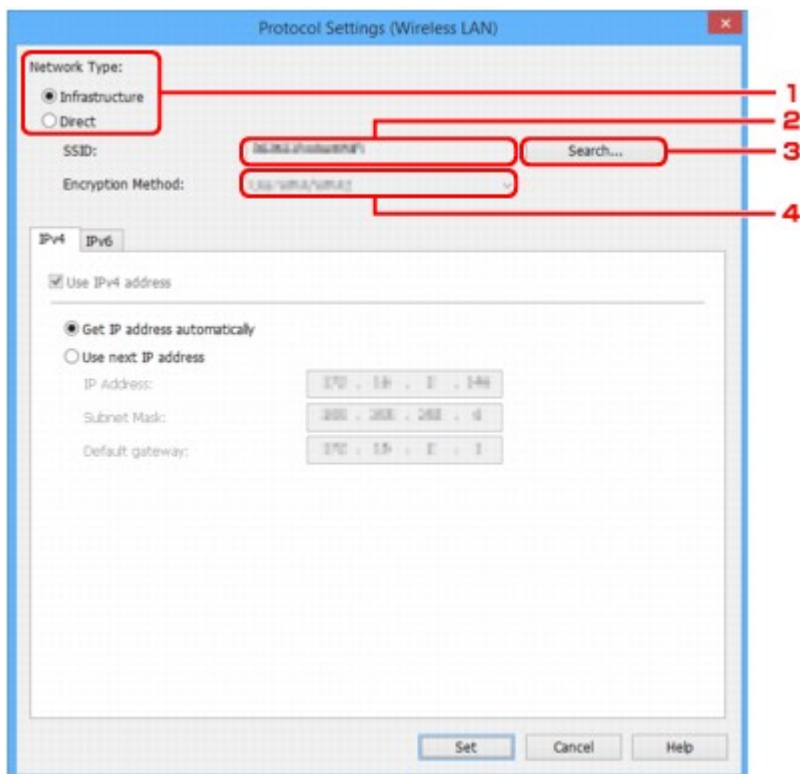 Protocol Settings (Wireless LAN)
Network Type:
Infrastructure
1
Direct
2
SSID:
Search...
3
Encryption Method:
4
IPv4 IPv6
Use IPv4 address
Get IP address automatically
Use next IP address
IP Address:
Subnet Mask:
Default gateway:
Set Cancel Help